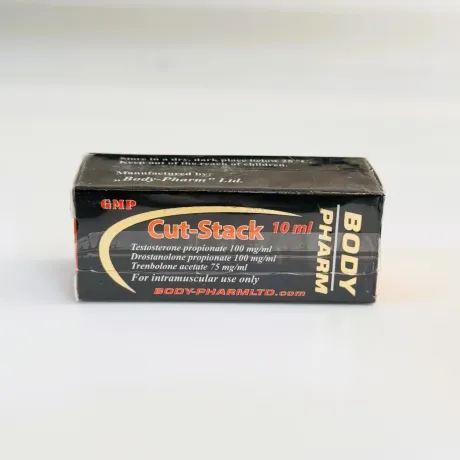 Store in a dry, dark place below 25°C.
Keep out of the reach of children.
Manufactured by:
„Body-Pharm" Ltd.
GMP
Cut-Stack 10 ml
Testosterone propionate 100 mg/ml
Drostanolone propionate 100 mg/ml
Trenbolone acetate 75 mg/ml
For intramuscular use only
BODY-PHARMLTD.com
BODY
PHARM